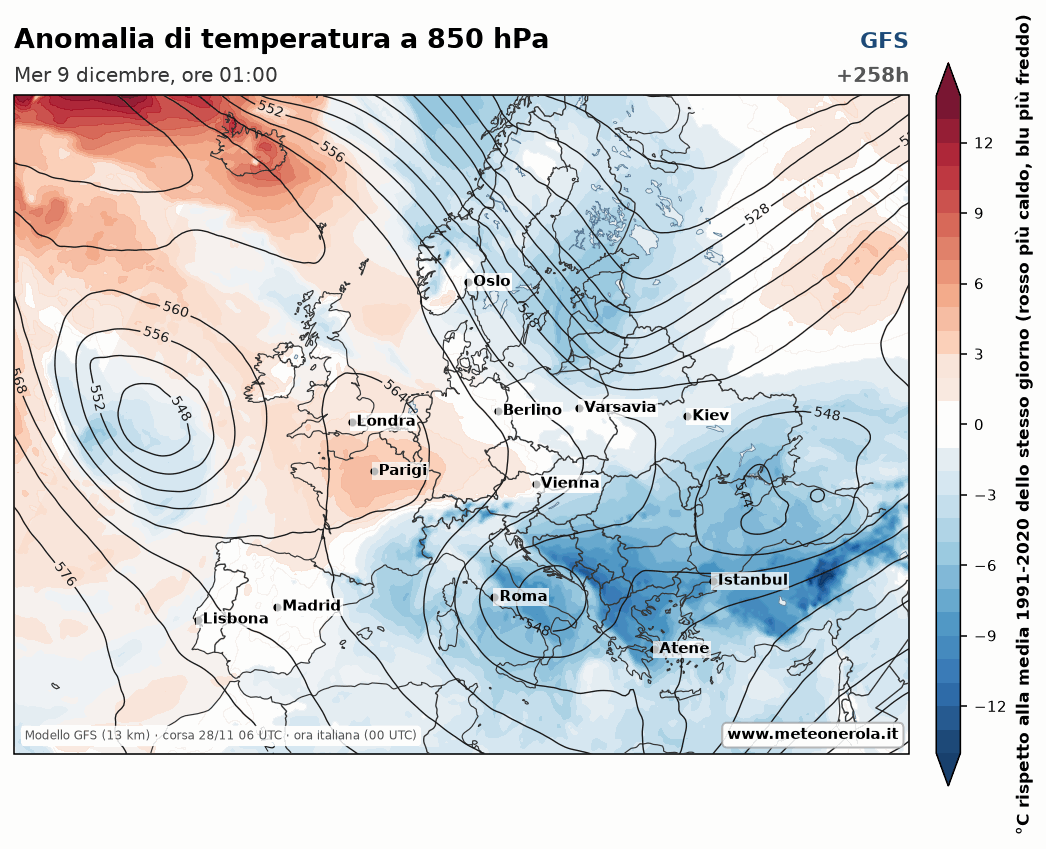 Anomalia di temperatura a 850 hPa
GFS
Mer 9 dicembre, ore 01:00
+258h
552
556
528
560
556
568
552
548
564
548
548
544
576
548
Oslo
Londra
Berlino
Varsavia
Kiev
Parigi
Vienna
Istanbul
Roma
Madrid
Lisbona
Atene
Modello GFS (13 km) · corsa 28/11 06 UTC · ora italiana (00 UTC)
www.meteonerola.it
12
9
6
3
0
−3
−6
−9
−12
°C rispetto alla media 1991-2020 dello stesso giorno (rosso più caldo, blu più freddo)